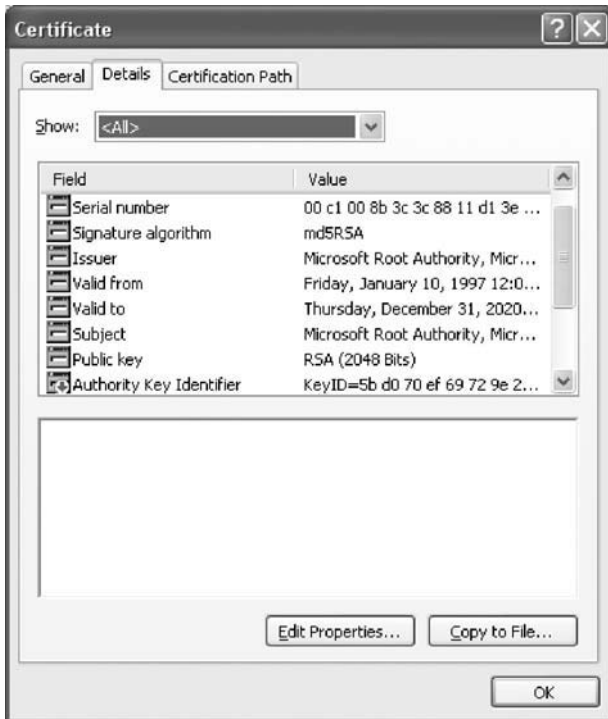 Certificate
General Details Certification Path
Show: <All>
Field Value
Serial number 00 c1 00 8b 3c 3c 88 11 d1 3e ...
Signature algorithm md5RSA
Issuer Microsoft Root Authority, Micr...
Valid from Friday, January 10, 1997 12:0...
Valid to Thursday, December 31, 2020...
Subject Microsoft Root Authority, Micr...
Public key RSA (2048 Bits)
Authority Key Identifier KeyID=5b d0 70 ef 69 72 9e 2...
Edit Properties... Copy to File...
OK